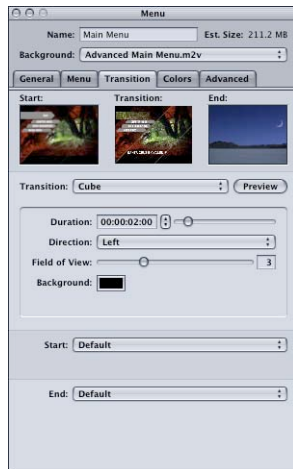 Menu
Name: Main Menu Est. Size: 211.2 MB
Background: Advanced Main Menu.m2v
General Menu Transition Colors Advanced
Start: Transition: End:
Transition: Cube Preview
Duration: 00:00:02:00
Direction: Left
Field of View: 3
Background:
Start: Default
End: Default